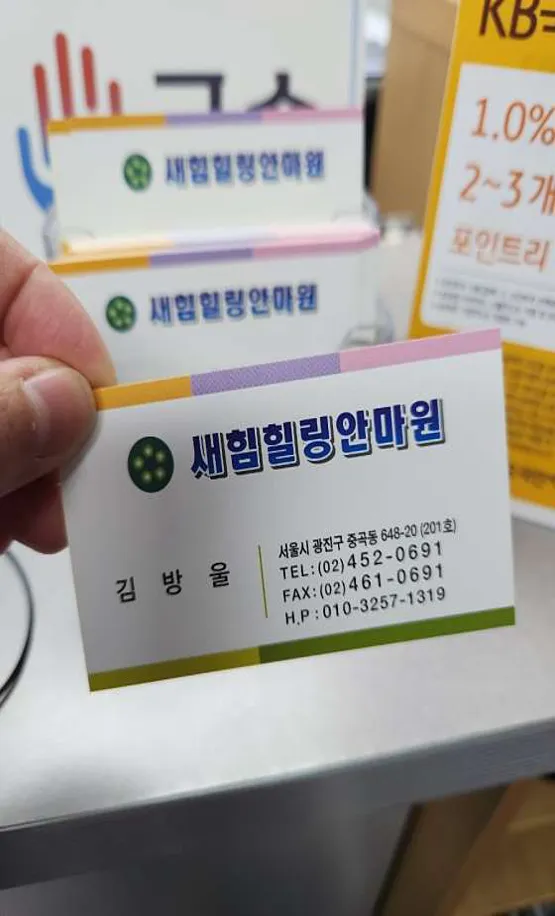 KB
1.0%
2~3개
포인트리
새힘힐링안마원
새힘힐링안마원
새힘힐링안마원
김방울
서울시 광진구 중곡동 648-20 (201호)
TEL:(02)452-0691
FAX:(02)461-0691
H.P:010-3257-1319